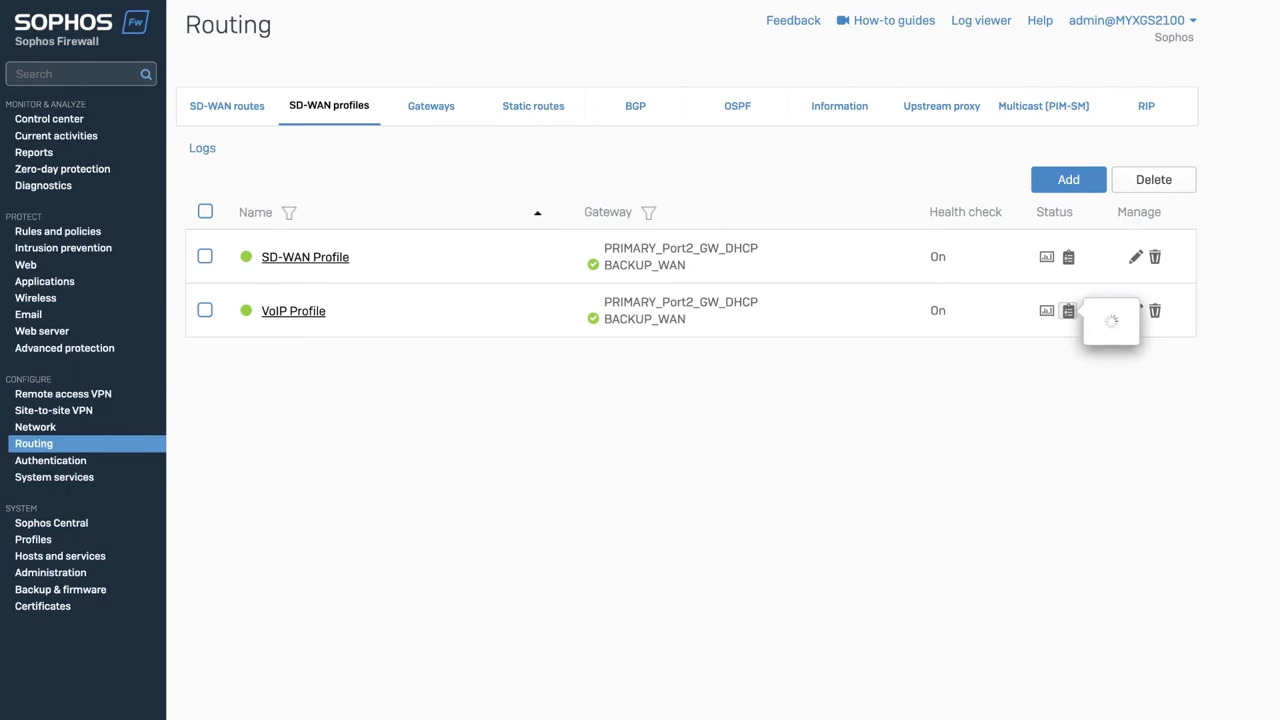 SOPHOS Fw
Sophos Firewall
Search
MONITOR & ANALYZE
Control center
Current activities
Reports
Zero-day protection
Diagnostics
PROTECT
Rules and policies
Intrusion prevention
Web
Applications
Wireless
Email
Web server
Advanced protection
CONFIGURE
Remote access VPN
Site-to-site VPN
Network
Routing
Authentication
System services
SYSTEM
Sophos Central
Profiles
Hosts and services
Administration
Backup & firmware
Certificates
Routing
Feedback How-to guides Log viewer Help admin@MYXGS2100
Sophos
SD-WAN routes SD-WAN profiles Gateways Static routes BGP OSPF Information Upstream proxy Multicast (PIM-SM) RIP
Logs
Add Delete
Name Gateway Health check Status Manage
SD-WAN Profile PRIMARY_Port2_GW_DHCP On
BACKUP_WAN
VoIP Profile PRIMARY_Port2_GW_DHCP On
BACKUP_WAN